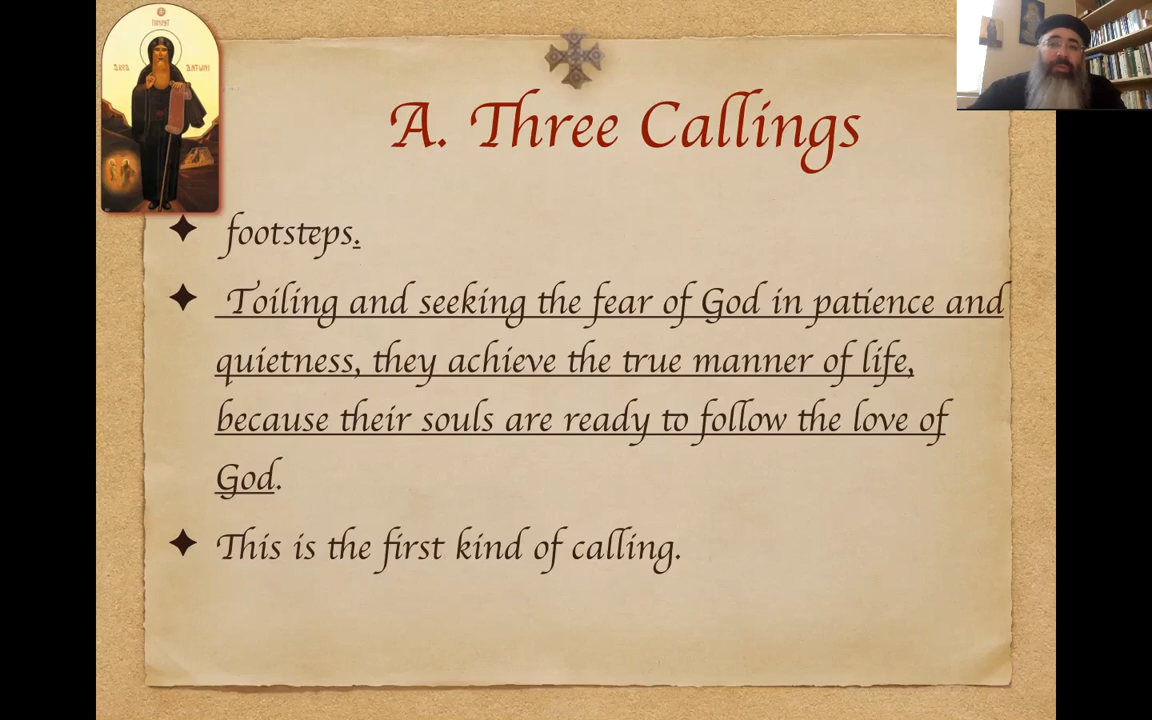 A. Three Callings
footsteps.
Toiling and seeking the fear of God in patience and
quietness, they achieve the true manner of life,
because their souls are ready to follow the love of
God.
This is the first kind of calling.